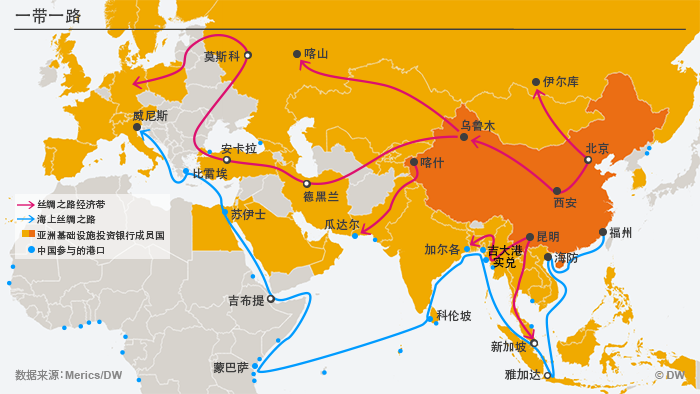 一带一路
莫斯科
喀山
伊尔库
威尼斯
乌鲁木
安卡拉
北京
喀什
比雷埃
德黑兰
西安
丝绸之路经济带
海上丝绸之路
亚洲基础设施投资银行成员国
中国参与的港口
苏伊士
瓜达尔
加尔各
吉大港
实兑
昆明
福州
海防
吉布提
科伦坡
新加坡
蒙巴萨
雅加达
数据来源：Merics/DW
© DW